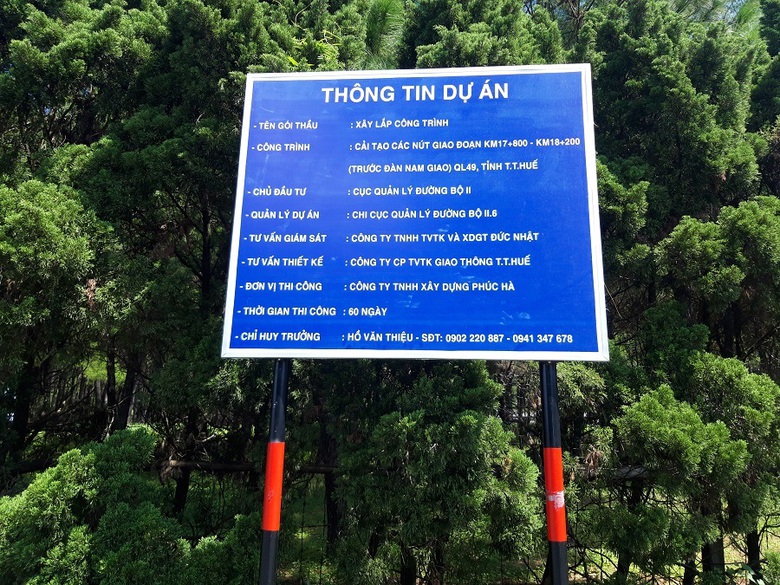 THÔNG TIN DỰ ÁN
- TÊN GÓI THẦU : XÂY LẮP CÔNG TRÌNH
- CÔNG TRÌNH : CẢI TẠO CÁC NÚT GIAO ĐOẠN KM17+800 - KM18+200
(TRƯỚC ĐÀN NAM GIAO) QL49, TỈNH T.T.HUẾ
- CHỦ ĐẦU TƯ : CỤC QUẢN LÝ ĐƯỜNG BỘ II
- QUẢN LÝ DỰ ÁN : CHI CỤC QUẢN LÝ ĐƯỜNG BỘ II.6
- TƯ VẤN GIÁM SÁT : CÔNG TY TNHH TVTK VÀ XDGT ĐỨC NHẬT
- TƯ VẤN THIẾT KẾ : CÔNG TY CP TVTK GIAO THÔNG T.T.HUẾ
- ĐƠN VỊ THI CÔNG : CÔNG TY TNHH XÂY DỰNG PHÚC HÀ
- THỜI GIAN THI CÔNG : 60 NGÀY
- CHỈ HUY TRƯỞNG : HỒ VĂN THIỆU - SĐT: 0902 220 887 - 0941 347 678